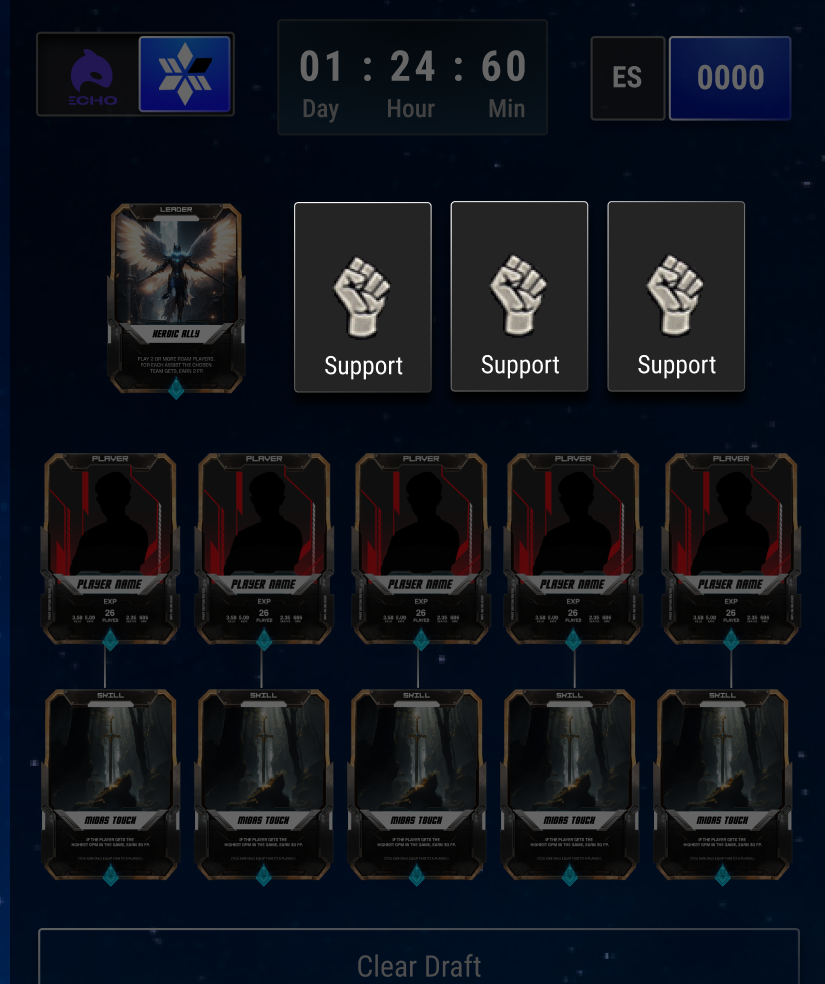 ECHO
01 : 24 : 60
Day Hour Min
ES
0000
LEADER
HEROIC ALLY
PLAY 2 OR MORE ROAM PLAYERS.
FOR EACH ASSIST THE CHOSEN
TEAM GETS, EARN 3 FP.
Support
Support
Support
PLAYER PLAYER PLAYER PLAYER PLAYER
PLAYER NAME PLAYER NAME PLAYER NAME PLAYER NAME PLAYER NAME
EXP EXP EXP EXP EXP
3.58 5.00 26 2.35 686 3.58 5.00 26 2.35 686 3.58 5.00 26 2.35 686 3.58 5.00 26 2.35 686 3.58 5.00 26 2.35 686
PLAYED PLAYED PLAYED PLAYED PLAYED
SKILL SKILL SKILL SKILL SKILL
MIDAS TOUCH MIDAS TOUCH MIDAS TOUCH MIDAS TOUCH MIDAS TOUCH
IF THE PLAYER GETS THE IF THE PLAYER GETS THE IF THE PLAYER GETS THE IF THE PLAYER GETS THE IF THE PLAYER GETS THE
HIGHEST GPM IN THE GAME, EARN 30 FP. HIGHEST GPM IN THE GAME, EARN 30 FP. HIGHEST GPM IN THE GAME, EARN 30 FP. HIGHEST GPM IN THE GAME, EARN 30 FP. HIGHEST GPM IN THE GAME, EARN 30 FP.
Clear Draft